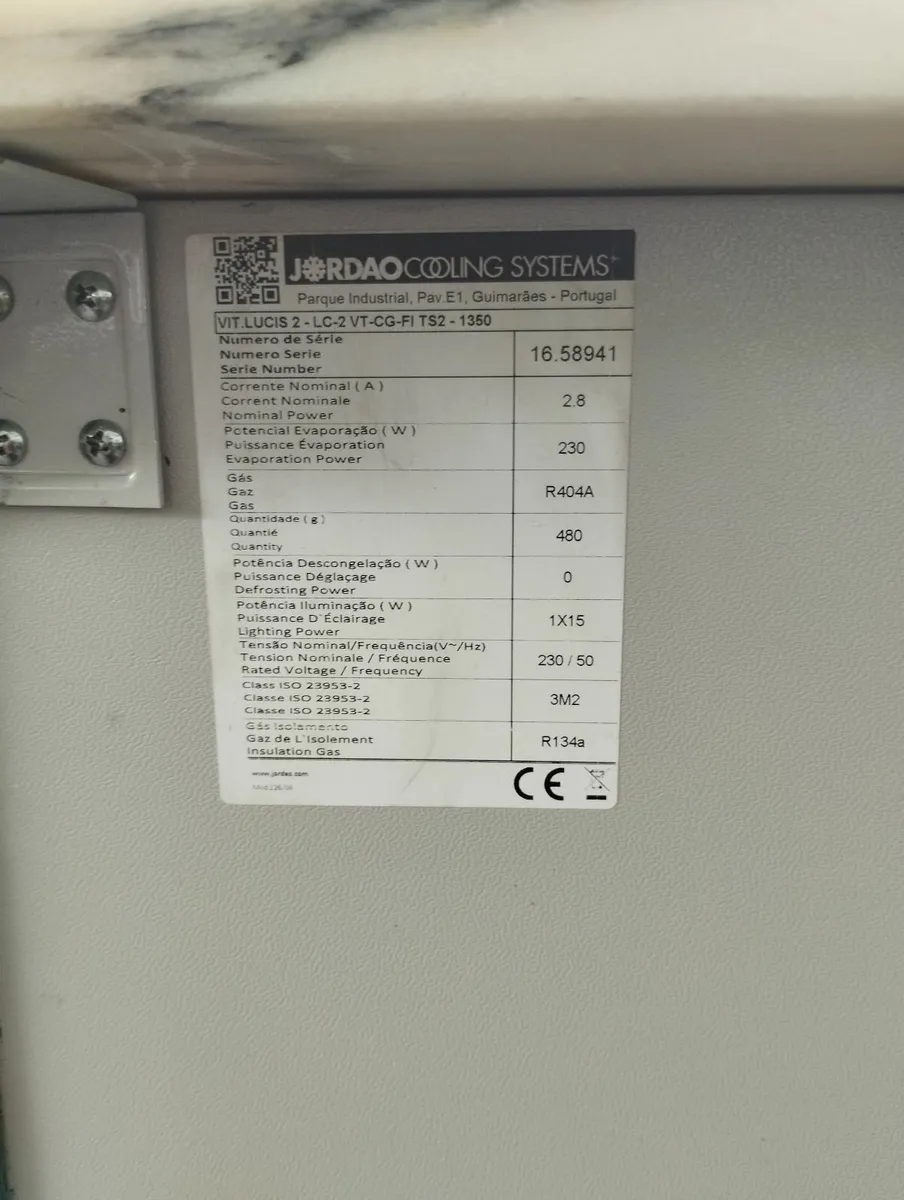 JORDAO COOLING SYSTEMS
Parque Industrial, Pav.E1, Guimarães - Portugal
VIT.LUCIS 2 - LC-2 VT-CG-FI TS2 - 1350
Numero de Série
Numero Serie
Serie Number
16.58941
Corrente Nominal ( A )
Corrent Nominale
Nominal Power
2.8
Potencial Evaporação ( W )
Puissance Évaporation
Evaporation Power
230
Gás
Gaz
Gas
R404A
Quantidade ( g )
Quantié
Quantity
480
Potência Descongelação ( W )
Puissance Déglaçage
Defrosting Power
0
Potência Iluminação ( W )
Puissance D´Éclairage
Lighting Power
1X15
Tensão Nominal/Frequência(V~/Hz)
Tension Nominale / Fréquence
Rated Voltage / Frequency
230 / 50
Class ISO 23953-2
Classe ISO 23953-2
Classe ISO 23953-2
3M2
Gás Isolamento
Gaz de L´Isolement
Insulation Gas
R134a
www.jordao.com
CE